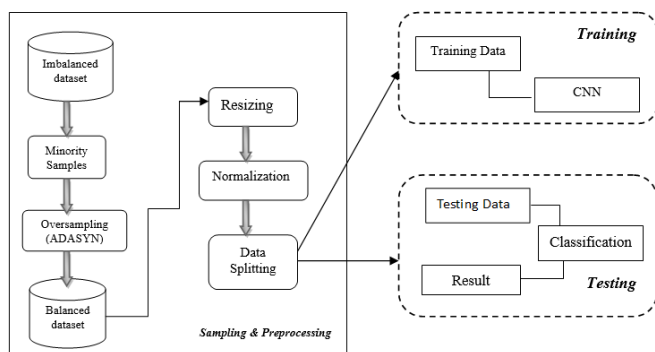 Imbalanced
dataset
Minority
Samples
Oversampling
(ADASYN)
Balanced
dataset
Resizing
Normalization
Data
Splitting
Sampling & Preprocessing
Training
Training Data
CNN
Testing Data
Classification
Result
Testing